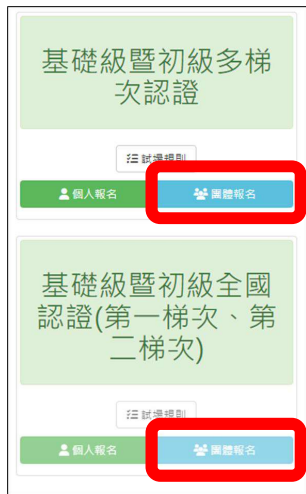 基礎級暨初級多梯
次認證
試場規則
個人報名 團體報名
基礎級暨初級全國
認證(第一梯次、第
二梯次)
試場規則
個人報名 團體報名